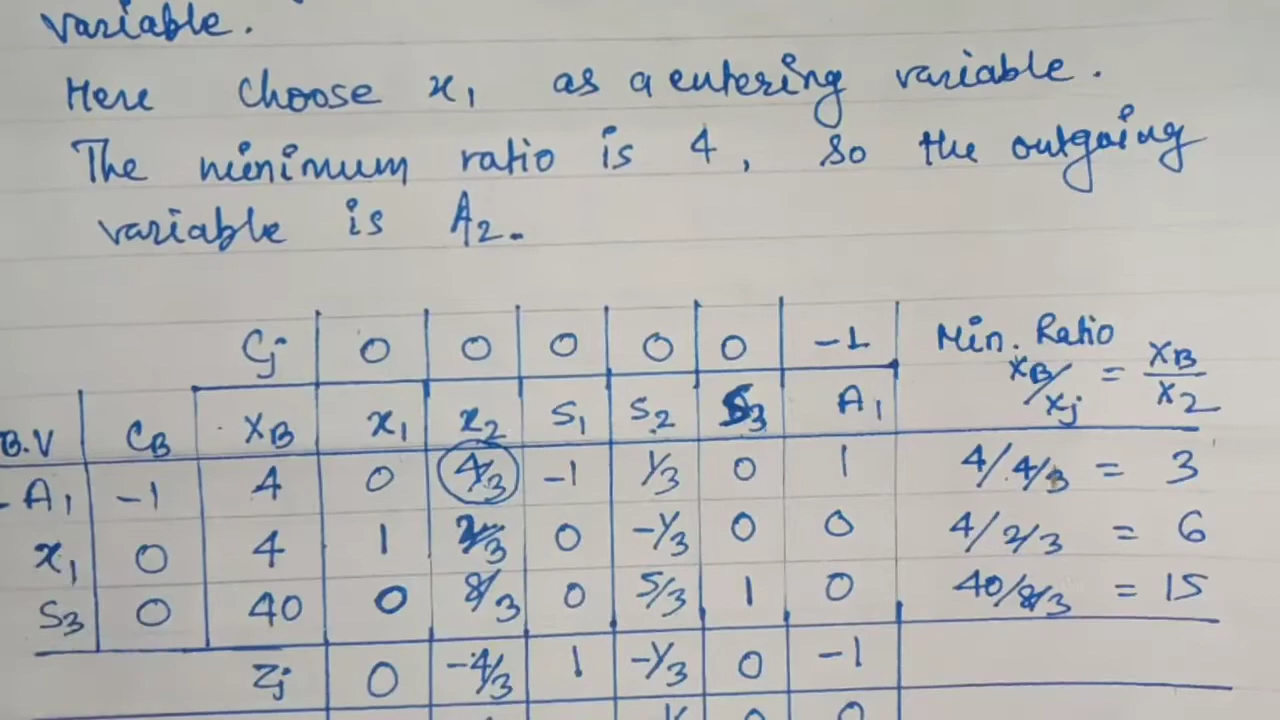 variable.
Here choose x₁ as a entering variable.
The minimum ratio is 4, so the outgoing
variable is A₂.
Cj 0 0 0 0 0 -1 Min. Ratio
B.V CB XB x₁ x₂ S₁ S₂ S₃ A₁ XB/Xj = XB/X₂
A₁ -1 4 0 4/3 -1 1/3 0 1 4/4/3 = 3
x₁ 0 4 1 2/3 0 -1/3 0 0 4/2/3 = 6
S₃ 0 40 0 8/3 0 5/3 1 0 40/8/3 = 15
Zj 0 -4/3 1 -1/3 0 -1